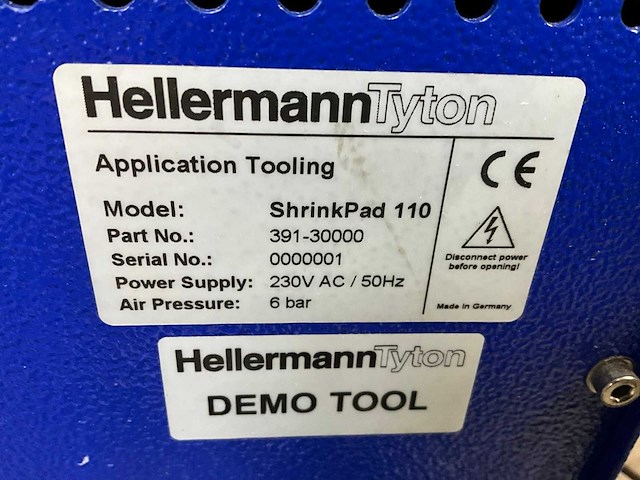 HellermannTyton
Application Tooling
Model: ShrinkPad 110
Part No.: 391-30000
Serial No.: 0000001
Power Supply: 230V AC / 50Hz
Air Pressure: 6 bar
CE
Disconnect power
before opening!
Made in Germany
HellermannTyton
DEMO TOOL